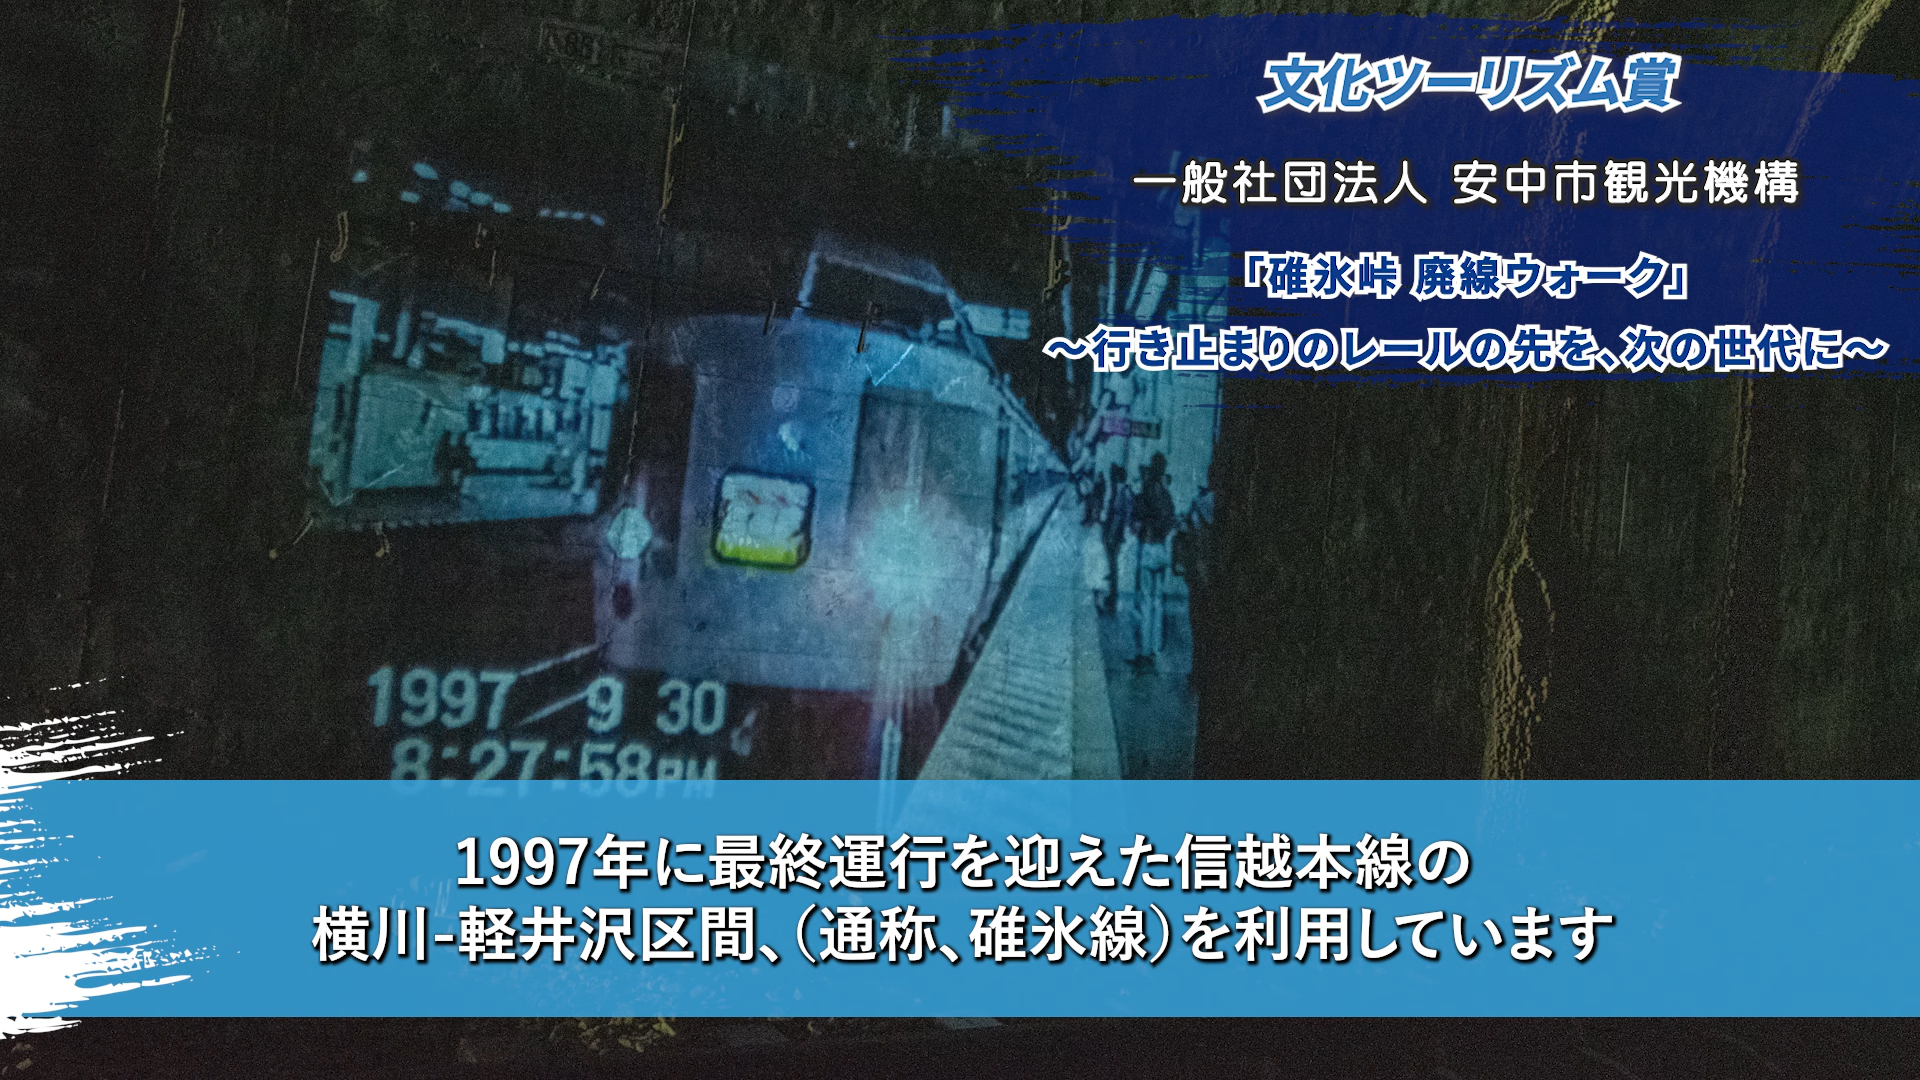 文化ツーリズム賞
一般社団法人 安中市観光機構
「碓氷峠 廃線ウォーク」
〜行き止まりのレールの先を、次の世代に〜
1997 9 30
8:27:58PM
1997年に最終運行を迎えた信越本線の
横川-軽井沢区間、（通称、碓氷線）を利用しています